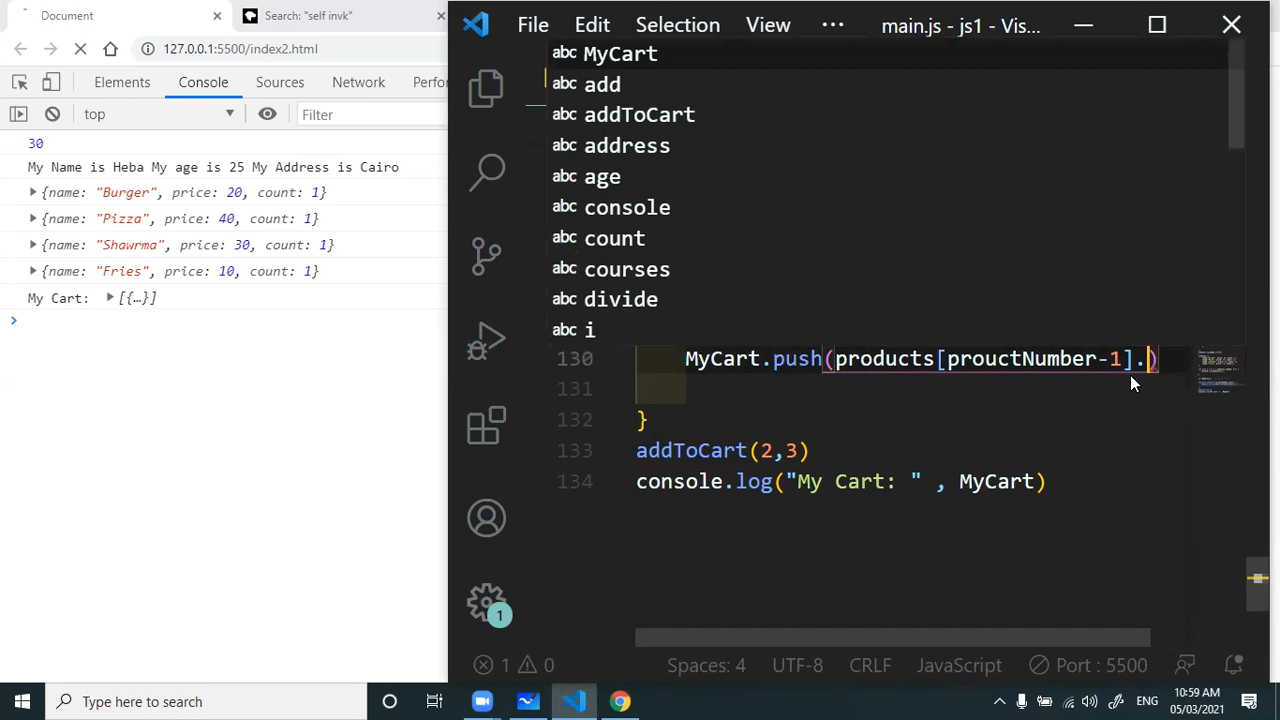 Document
Search: "self invk"
127.0.0.1:5500/index2.html
Elements Console Sources Network Perfor
top
Filter
30
My Name is Heba My age is 25 My Address is Cairo
{name: "Burger", price: 20, count: 1}
{name: "Pizza", price: 40, count: 1}
{name: "Shawrma", price: 30, count: 1}
{name: "Fries", price: 10, count: 1}
My Cart: [{…}]
File Edit Selection View ··· main.js - js1 - Vis...
abc MyCart
abc add
abc addToCart
abc address
abc age
abc console
abc count
abc courses
abc divide
abc i
130 MyCart.push(products[prouctNumber-1].)
131
132 }
133 addToCart(2,3)
134 console.log("My Cart: " , MyCart)
1
1 0 Spaces: 4 UTF-8 CRLF JavaScript Port : 5500
Type here to search
ENG
10:59 AM
05/03/2021